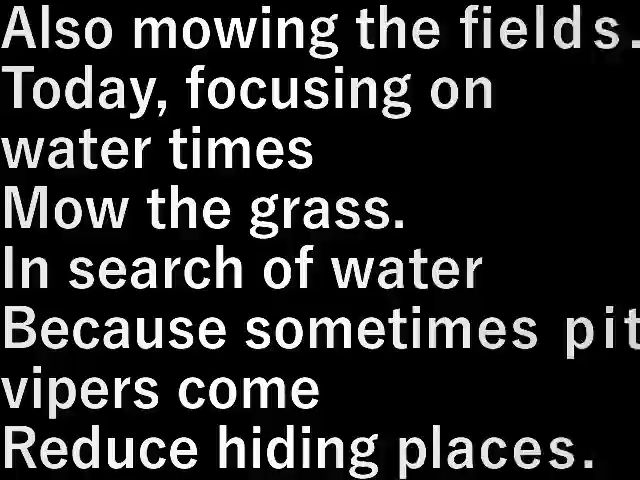 Also mowing the fields.
Today, focusing on
water times
Mow the grass.
In search of water
Because sometimes pit
vipers come
Reduce hiding places.